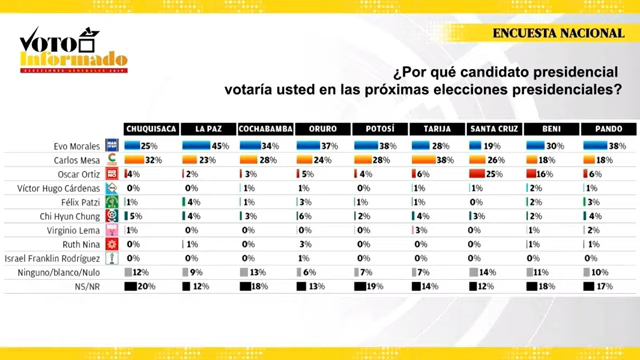 VOTO
Informado
ELECCIONES GENERALES 2019
ENCUESTA NACIONAL
¿Por qué candidato presidencial
votaría usted en las próximas elecciones presidenciales?
CHUQUISACA LA PAZ COCHABAMBA ORURO POTOSÍ TARIJA SANTA CRUZ BENI PANDO
Evo Morales 25% 45% 34% 37% 38% 28% 19% 30% 38%
Carlos Mesa 32% 23% 28% 24% 28% 38% 26% 18% 18%
Oscar Ortiz 4% 2% 3% 5% 4% 6% 25% 16% 6%
Víctor Hugo Cárdenas 0% 0% 1% 1% 0% 1% 1% 2% 1%
Félix Patzi 1% 4% 1% 3% 1% 1% 0% 2% 3%
Chi Hyun Chung 5% 4% 3% 6% 2% 4% 3% 2% 4%
Virginio Lema 1% 0% 0% 0% 0% 3% 0% 1% 2%
Ruth Nina 0% 1% 0% 3% 0% 0% 0% 1% 1%
Israel Franklin Rodríguez 0% 0% 0% 1% 0% 0% 0% 0% 0%
Ninguno/blanco/Nulo 12% 9% 13% 6% 7% 7% 14% 11% 10%
NS/NR 20% 12% 18% 13% 19% 14% 12% 18% 17%